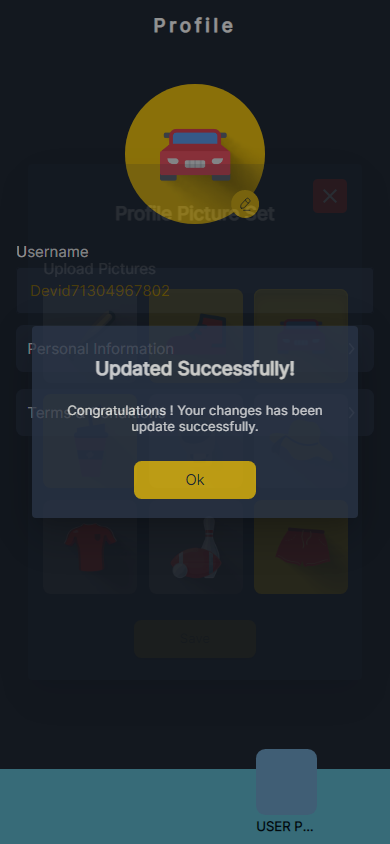 Profile
Profile Picture Set
Username
Upload Pictures
Devid71304967802
Personal Information
Updated Successfully!
Congratulations ! Your changes has been
update successfully.
Ok
USER P...